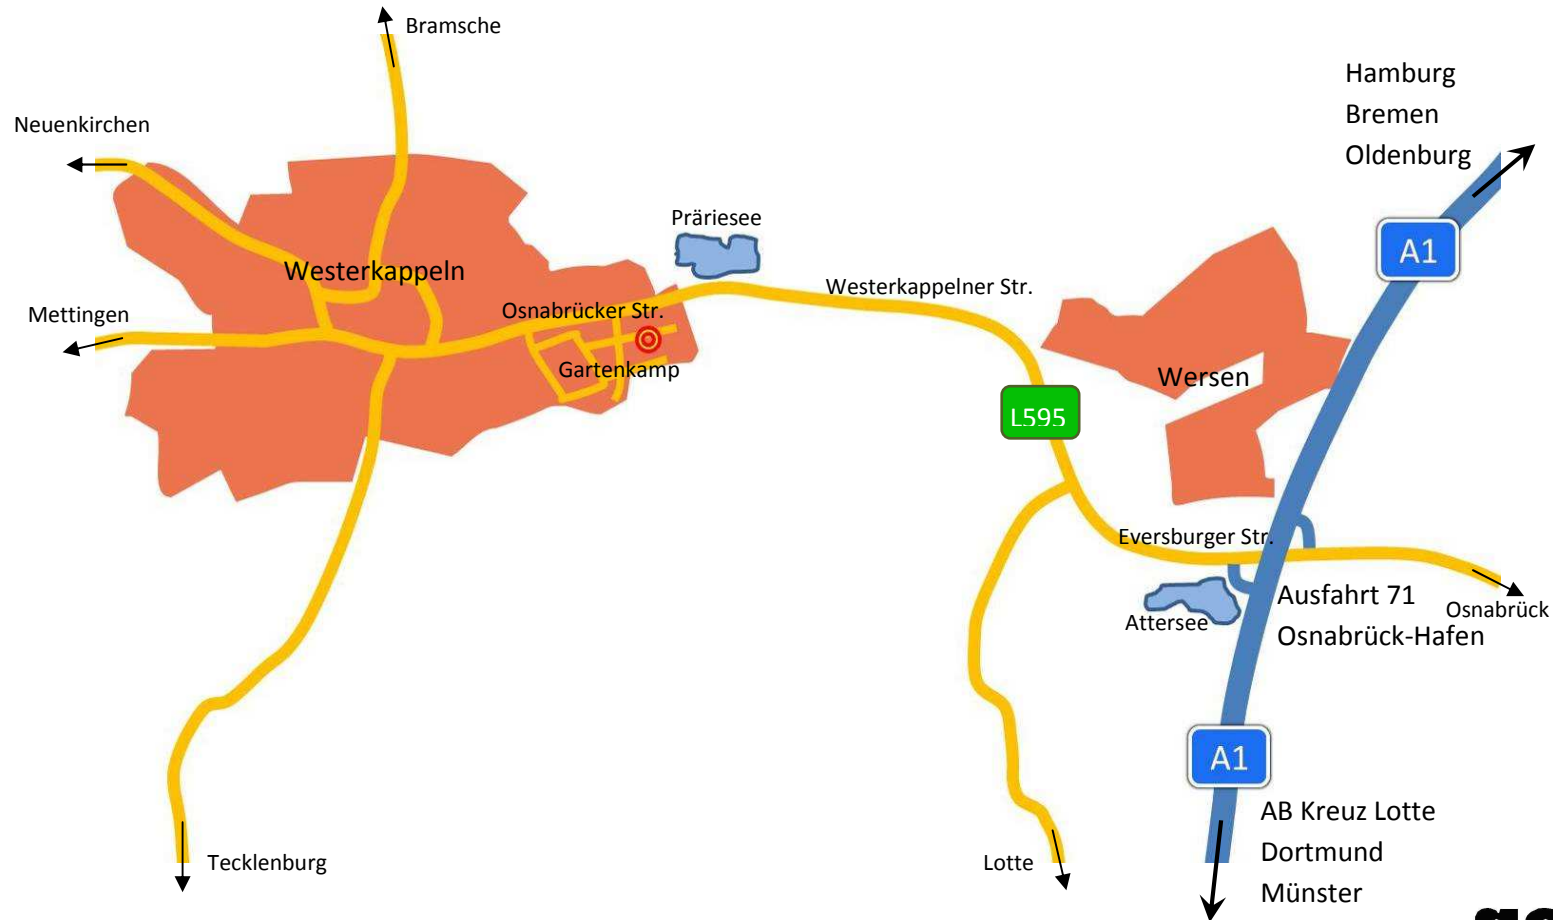 Bramsche
Hamburg
Bremen
Oldenburg
Neuenkirchen
Präriesee
A1
Westerkappeln
Westerkappelner Str.
Mettingen
Osnabrücker Str.
Gartenkamp
Wersen
L595
Eversburger Str.
Ausfahrt 71
Osnabrück-Hafen
Osnabrück
Attersee
A1
AB Kreuz Lotte
Dortmund
Münster
Tecklenburg
Lotte